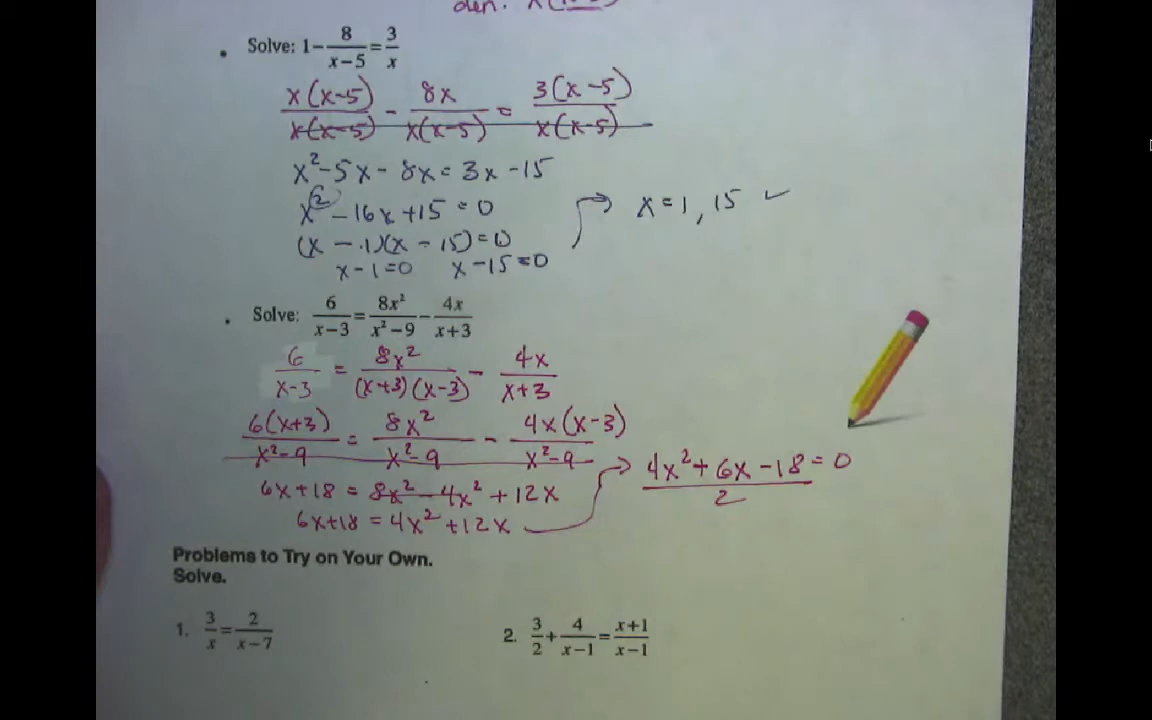 den:
Solve: 1 - 8/(x-5) = 3/x
x(x-5)/x(x-5) - 8x/x(x-5) = 3(x-5)/x(x-5)
x² - 5x - 8x = 3x - 15
x² - 16x + 15 = 0
(x - 1)(x - 15) = 0
x - 1 = 0 x - 15 = 0
x = 1, 15 ✓
Solve: 6/(x-3) = 8x²/(x²-9) - 4x/(x+3)
6/(x-3) = 8x²/(x+3)(x-3) - 4x/(x+3)
6(x+3)/(x²-9) = 8x²/(x²-9) - 4x(x-3)/(x²-9)
6x + 18 = 8x² - 4x² + 12x
6x + 18 = 4x² + 12x
(4x² + 6x - 18 = 0)/2
Problems to Try on Your Own.
Solve.
1. 3/x = 2/(x-7)
2. 3/2 + 4/(x-1) = (x+1)/(x-1)